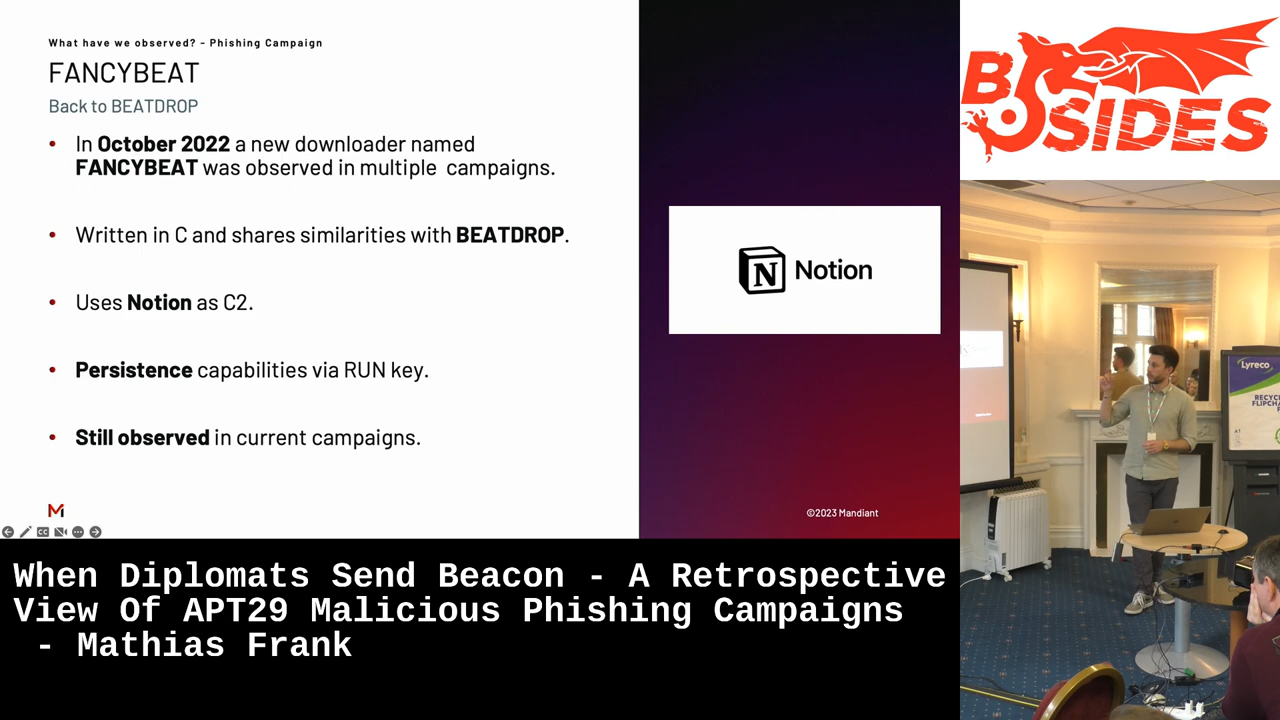 What have we observed? - Phishing Campaign
FANCYBEAT
Back to BEATDROP
• In October 2022 a new downloader named
FANCYBEAT was observed in multiple campaigns.
• Written in C and shares similarities with BEATDROP.
• Uses Notion as C2.
• Persistence capabilities via RUN key.
• Still observed in current campaigns.
N Notion
©2023 Mandiant
M
CC
BSIDES
Lyreco
RECYC
FLIPCHA
When Diplomats Send Beacon - A Retrospective
View Of APT29 Malicious Phishing Campaigns
- Mathias Frank